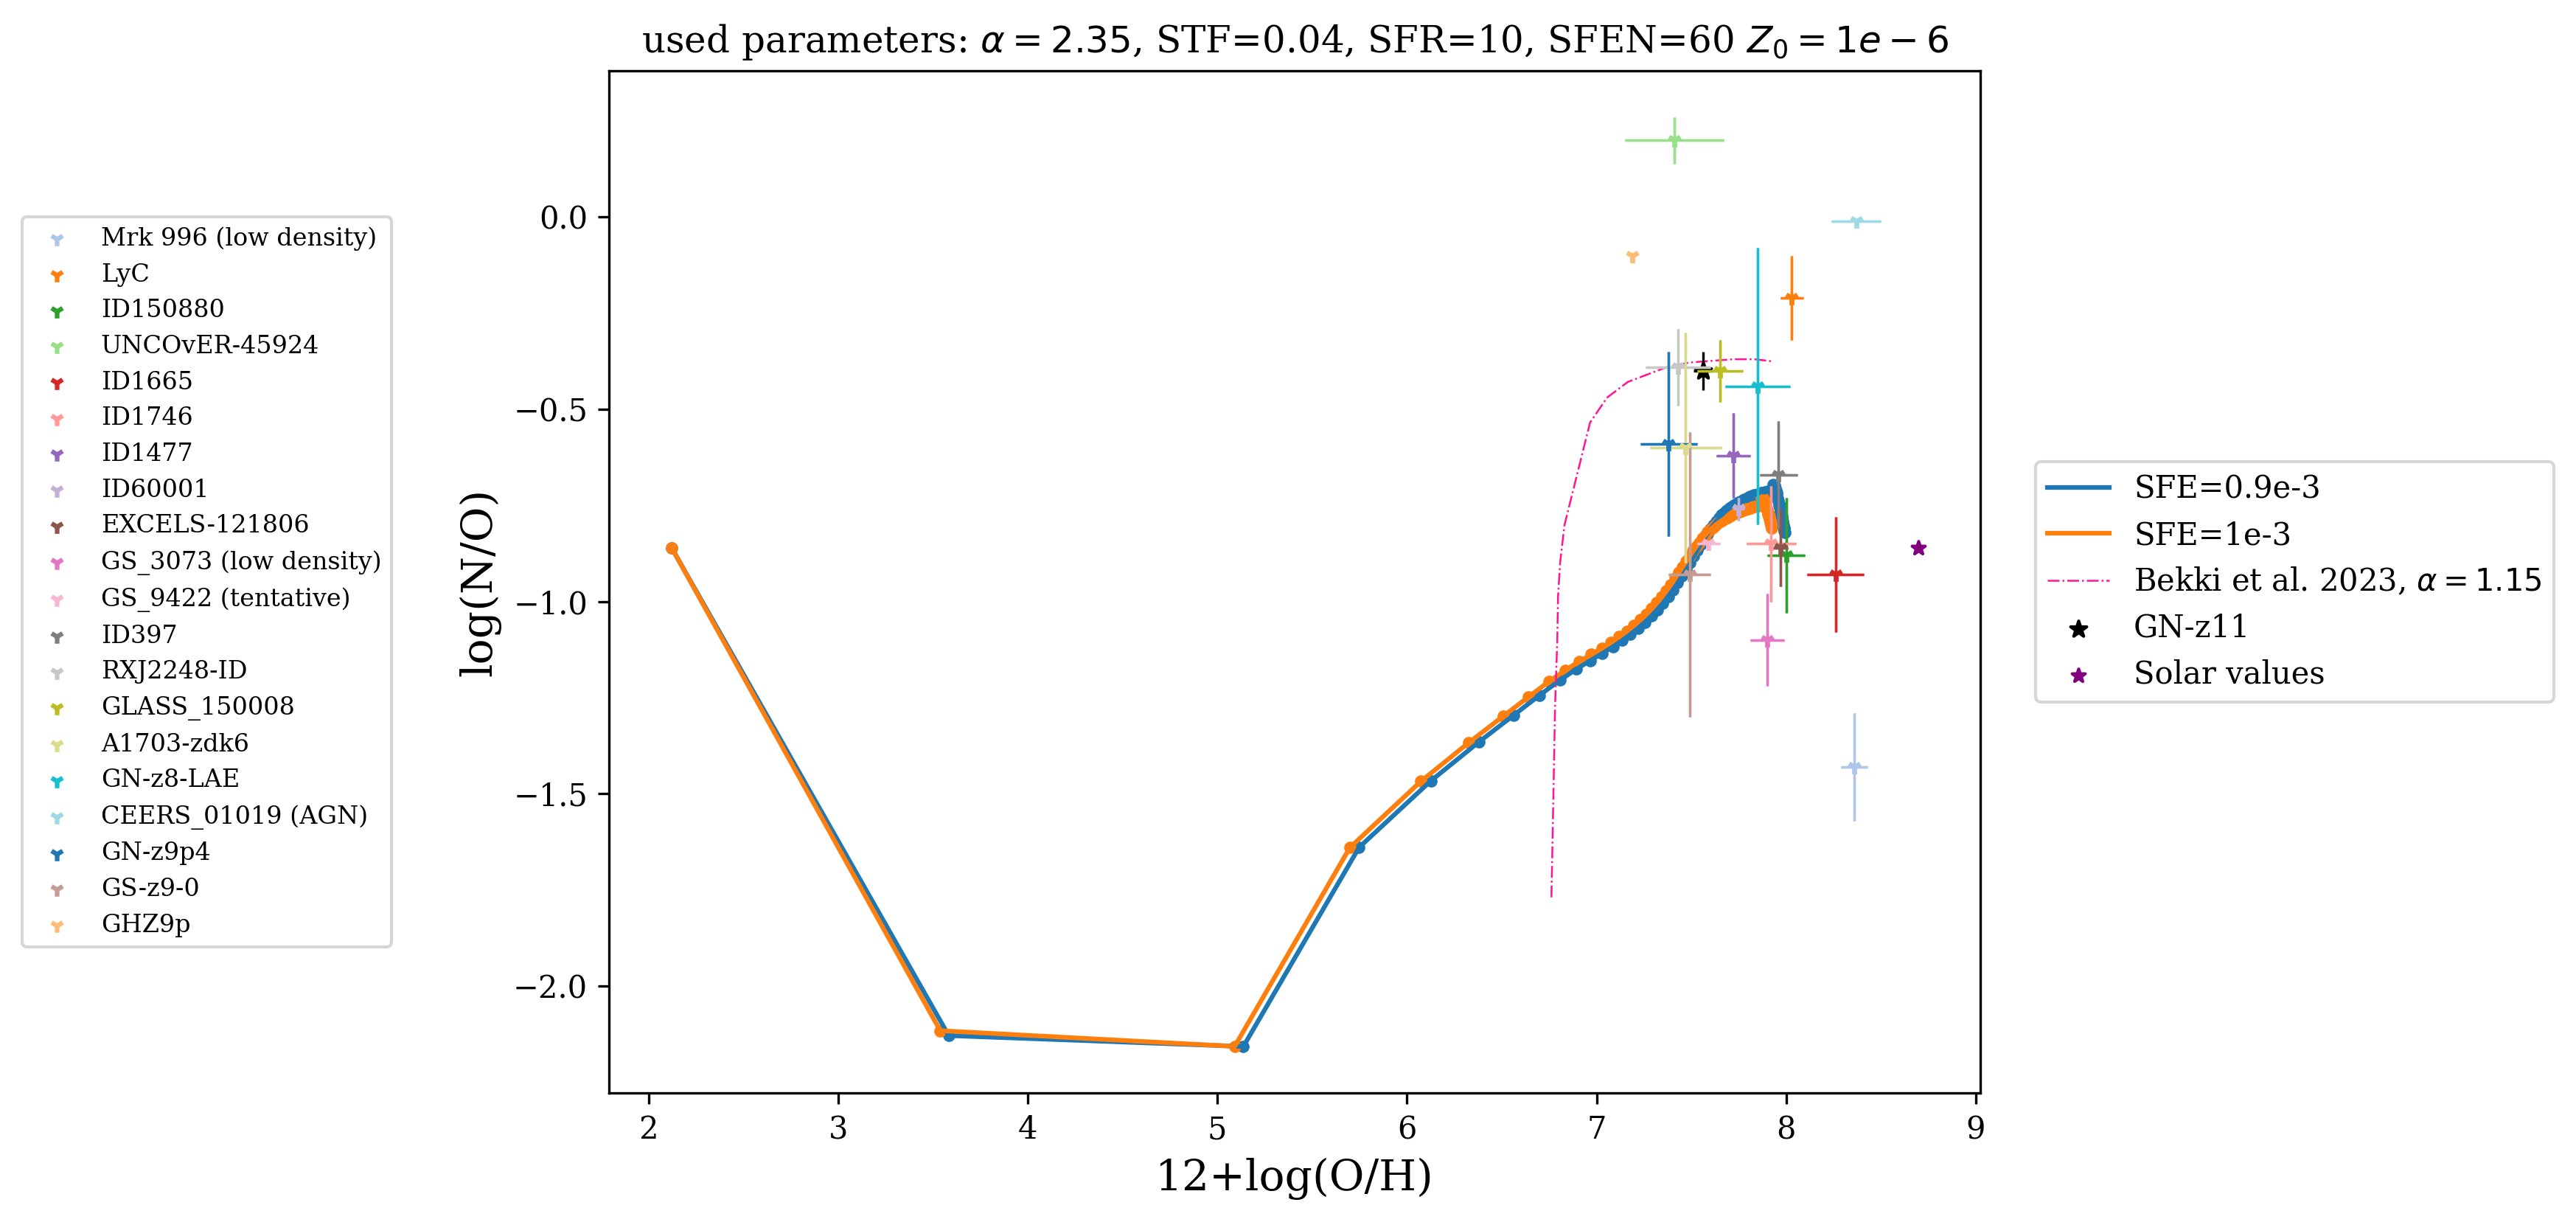 used parameters: α = 2.35, STF=0.04, SFR=10, SFEN=60 Z₀ = 1e − 6
Mrk 996 (low density)
LyC
ID150880
UNCOvER-45924
ID1665
ID1746
ID1477
ID60001
EXCELS-121806
GS_3073 (low density)
GS_9422 (tentative)
ID397
RXJ2248-ID
GLASS_150008
A1703-zdk6
GN-z8-LAE
CEERS_01019 (AGN)
GN-z9p4
GS-z9-0
GHZ9p
log(N/O)
0.0
−0.5
−1.0
−1.5
−2.0
2 3 4 5 6 7 8 9
12+log(O/H)
SFE=0.9e-3
SFE=1e-3
Bekki et al. 2023, α = 1.15
GN-z11
Solar values